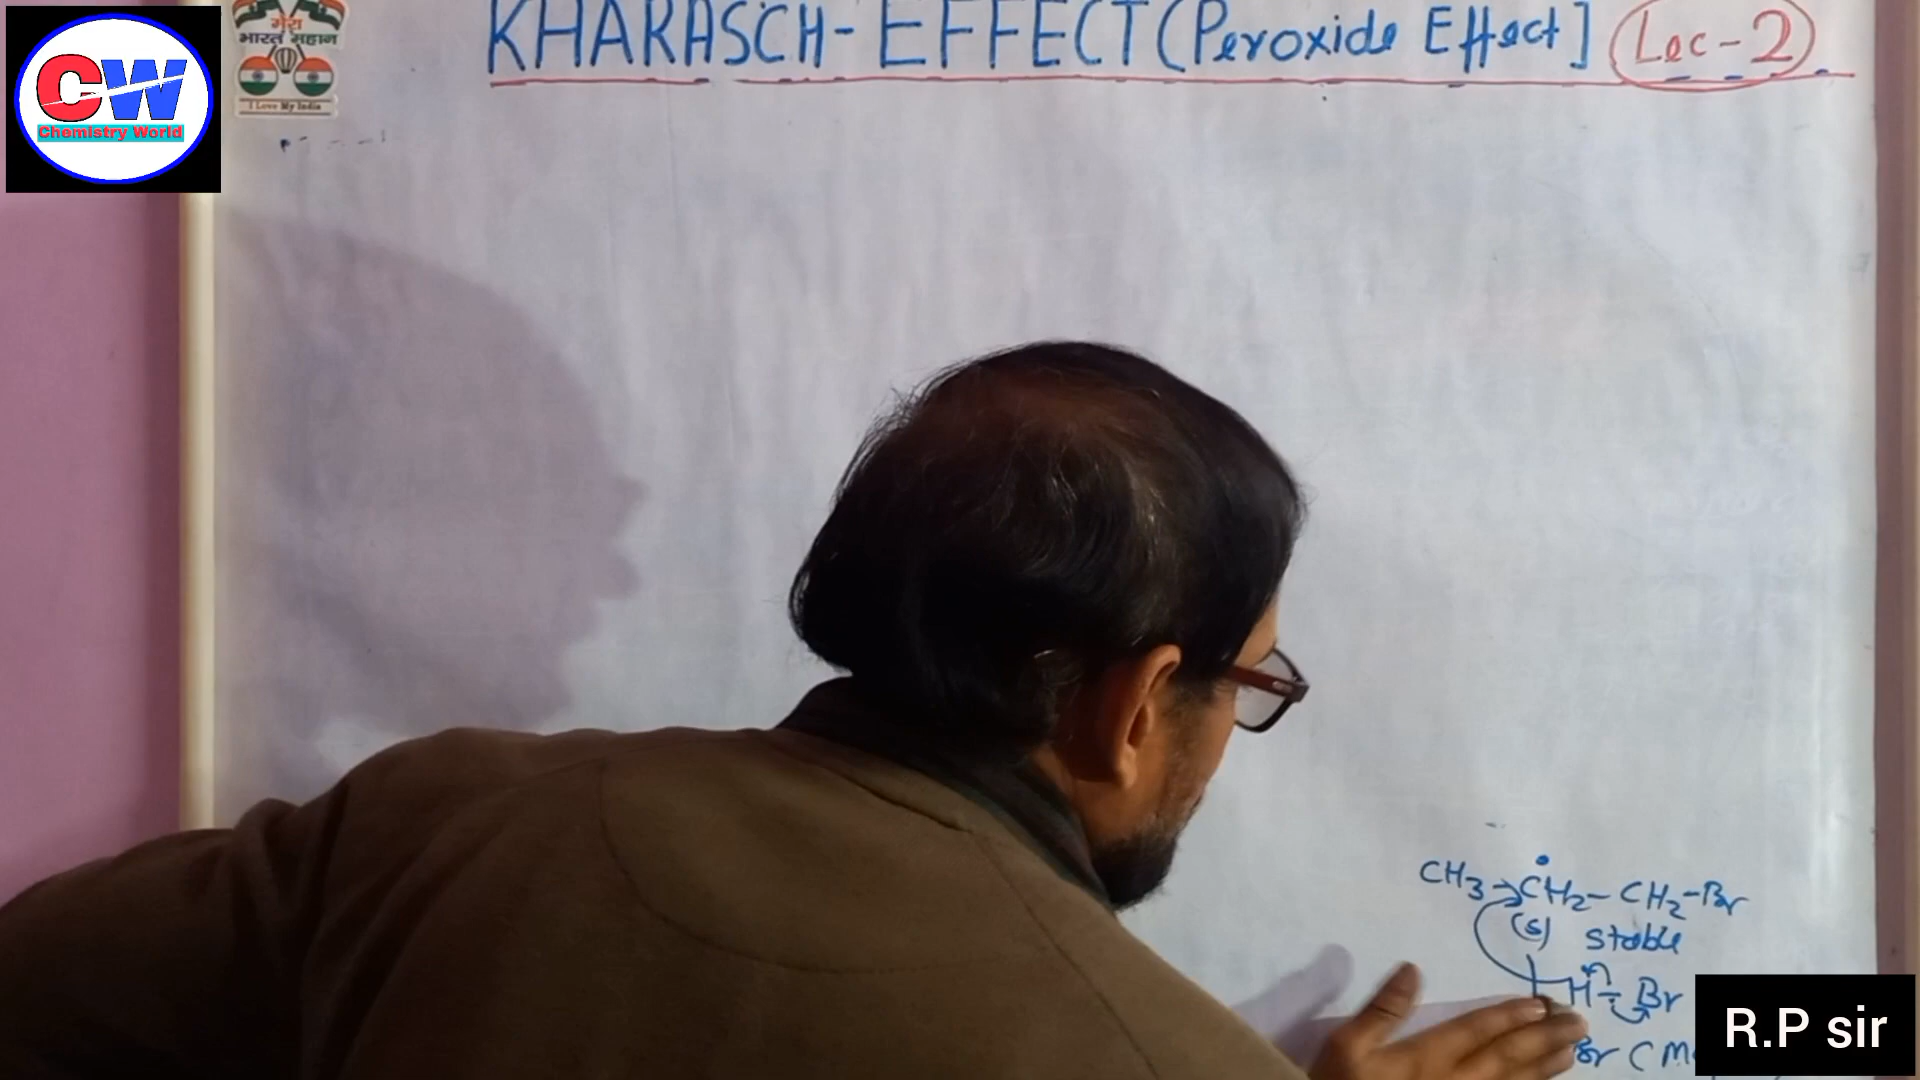 KHARASCH-EFFECT (Peroxide Effect] Lec-2
मेरा
भारत महान
I Love My India
CW
Chemistry World
CH3 → ĊH2 - CH2 - Br
(s) stable
H - Br
Br (M
R.P sir